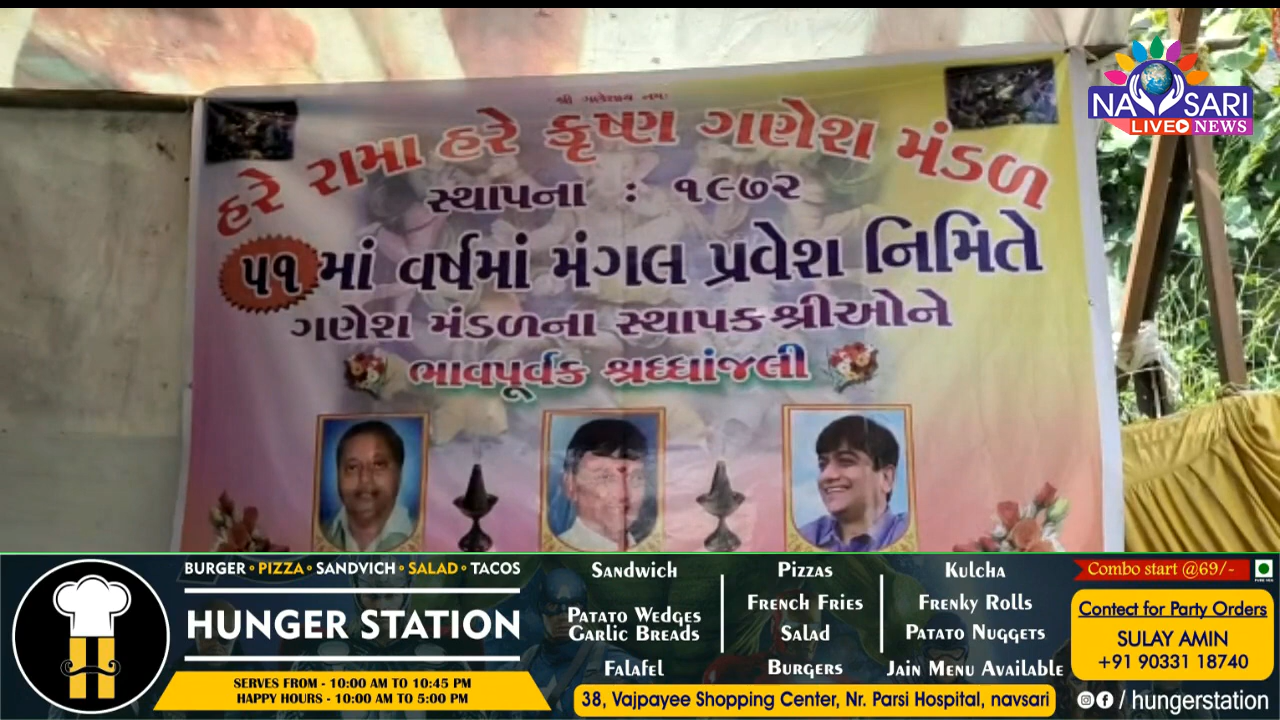 શ્રી ગણેશાય નમઃ
હરે રામા હરે કૃષ્ણ ગણેશ મંડળ
સ્થાપના : ૧૯૭૨
૫૧ માં વર્ષમાં મંગલ પ્રવેશ નિમિતે
ગણેશ મંડળના સ્થાપકશ્રીઓને
ભાવપૂર્વક શ્રધ્ધાંજલી
NAVSARI
LIVE NEWS
BURGER • PIZZA • SANDVICH • SALAD • TACOS
HUNGER STATION
SERVES FROM - 10:00 AM TO 10:45 PM
HAPPY HOURS - 10:00 AM TO 5:00 PM
SANDWICH
PATATO WEDGES
GARLIC BREADS
FALAFEL
PIZZAS
FRENCH FRIES
SALAD
BURGERS
KULCHA
FRENKY ROLLS
PATATO NUGGETS
JAIN MENU AVAILABLE
38, Vajpayee Shopping Center, Nr. Parsi Hospital, navsari
Combo start @69/-
PURE VEG
Contect for Party Orders
SULAY AMIN
+91 90331 18740
/ hungerstation